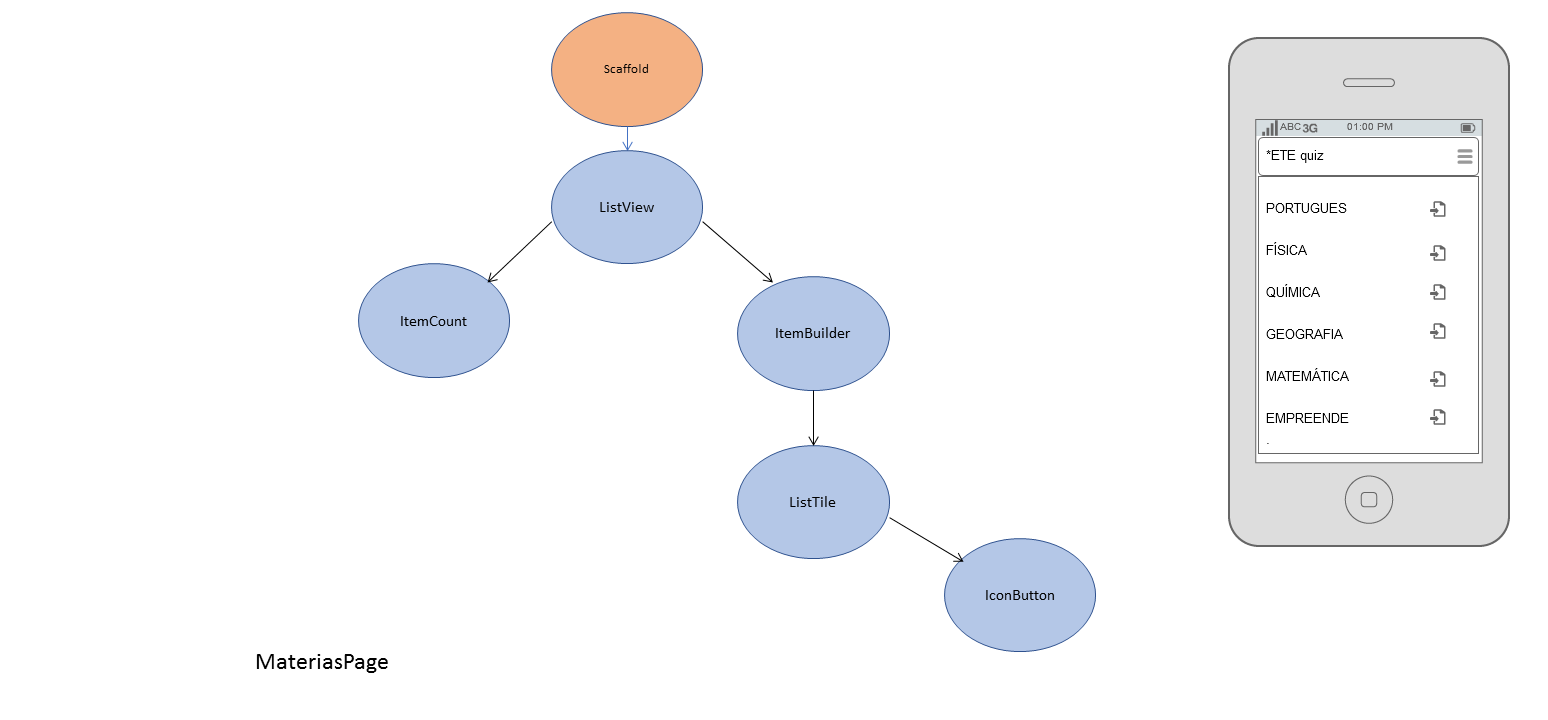 Scaffold
ListView
ItemCount
ItemBuilder
ListTile
IconButton
MateriasPage
ABC 3G 01:00 PM
*ETE quiz
PORTUGUES
FÍSICA
QUÍMICA
GEOGRAFIA
MATEMÁTICA
EMPREENDE
.